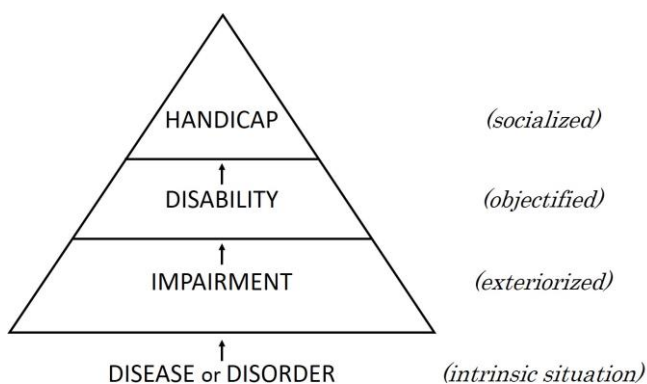 HANDICAP (socialized)
DISABILITY (objectified)
IMPAIRMENT (exteriorized)
DISEASE or DISORDER (intrinsic situation)